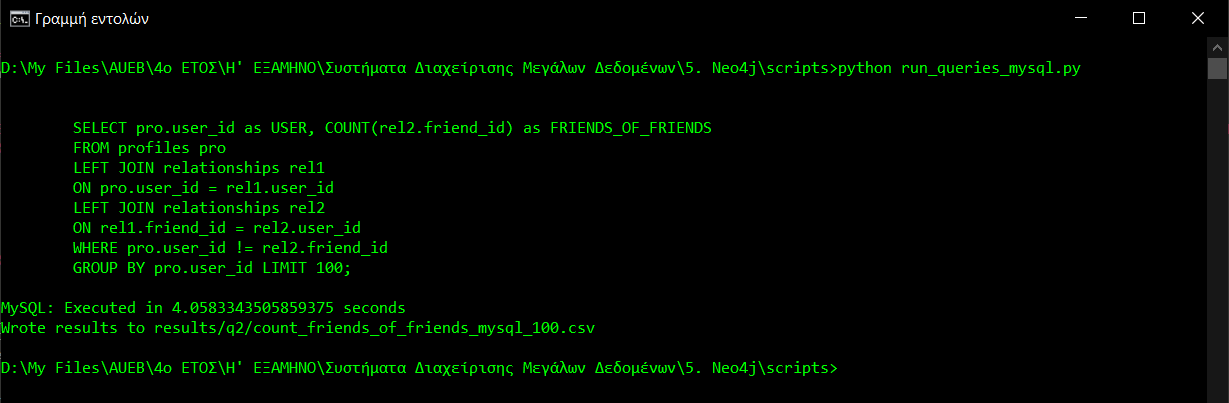 Γραμμή εντολών
D:\My Files\AUEB\4ο ΕΤΟΣ\Η' ΕΞΑΜΗΝΟ\Συστήματα Διαχείρισης Μεγάλων Δεδομένων\5. Neo4j\scripts>python run_queries_mysql.py
SELECT pro.user_id as USER, COUNT(rel2.friend_id) as FRIENDS_OF_FRIENDS
FROM profiles pro
LEFT JOIN relationships rel1
ON pro.user_id = rel1.user_id
LEFT JOIN relationships rel2
ON rel1.friend_id = rel2.user_id
WHERE pro.user_id != rel2.friend_id
GROUP BY pro.user_id LIMIT 100;
MySQL: Executed in 4.0583343505859375 seconds
Wrote results to results/q2/count_friends_of_friends_mysql_100.csv
D:\My Files\AUEB\4ο ΕΤΟΣ\Η' ΕΞΑΜΗΝΟ\Συστήματα Διαχείρισης Μεγάλων Δεδομένων\5. Neo4j\scripts>